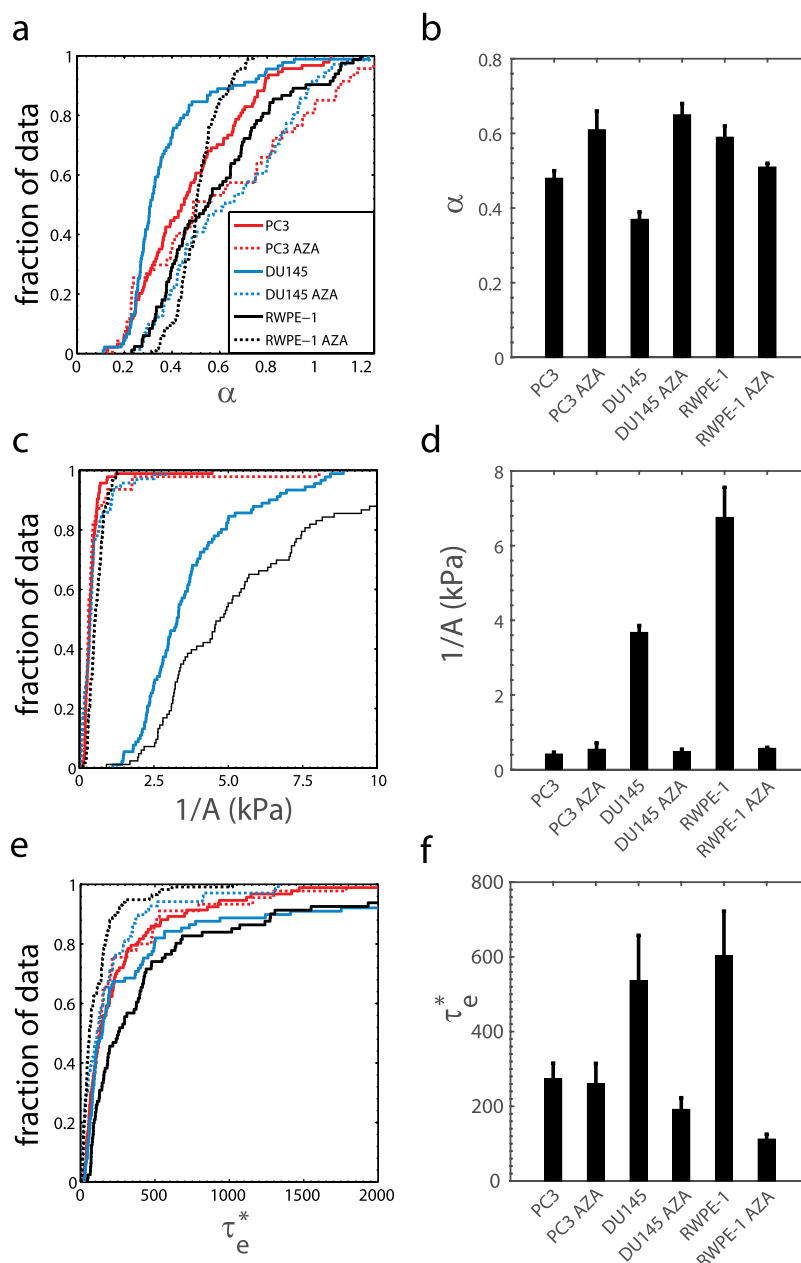 a
fraction of data
1
0.8
0.6
0.4
0.2
0
0 0.2 0.4 0.6 0.8 1 1.2
α
PC3
PC3 AZA
DU145
DU145 AZA
RWPE−1
RWPE−1 AZA
b
α
0.8
0.6
0.4
0.2
0
PC3
PC3 AZA
DU145
DU145 AZA
RWPE-1
RWPE-1 AZA
c
fraction of data
1
0.8
0.6
0.4
0.2
0
0 2.5 5.0 7.5 10
1/A (kPa)
d
1/A (kPa)
8
6
4
2
0
PC3
PC3 AZA
DU145
DU145 AZA
RWPE-1
RWPE-1 AZA
e
fraction of data
1
0.8
0.6
0.4
0.2
0
0 500 1000 1500 2000
τe*
f
τe*
800
600
400
200
0
PC3
PC3 AZA
DU145
DU145 AZA
RWPE-1
RWPE-1 AZA